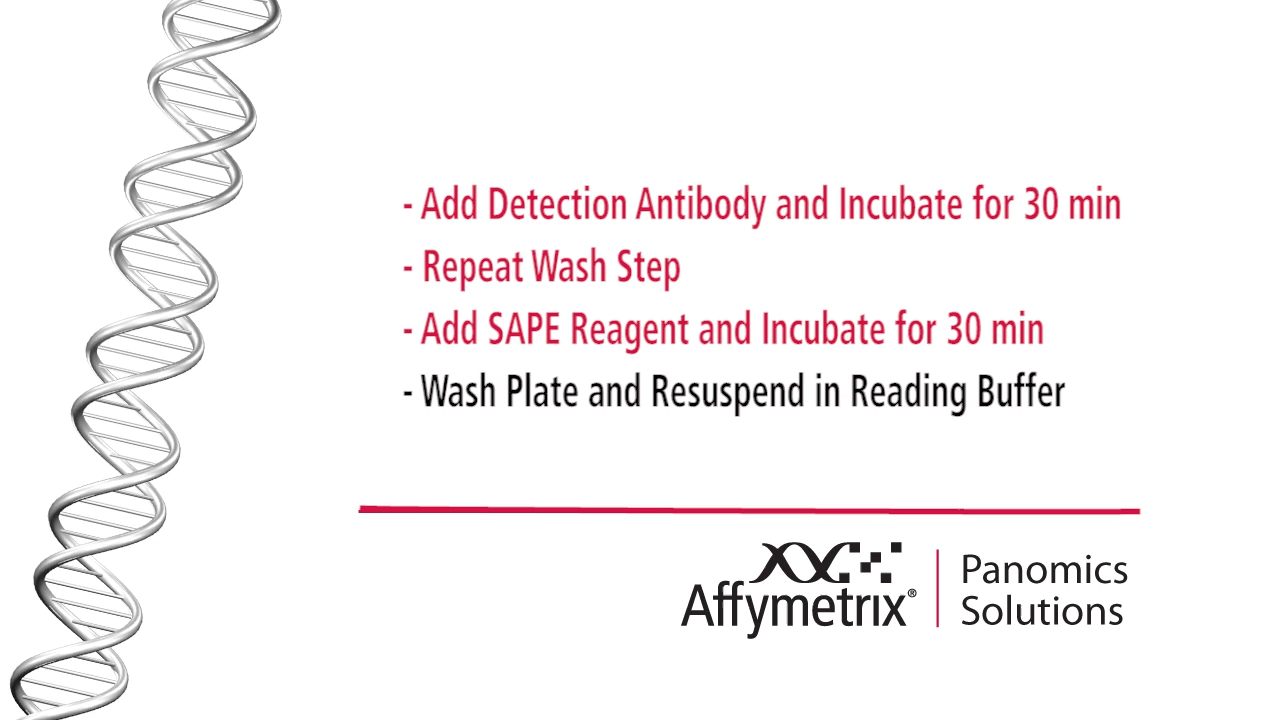 - Add Detection Antibody and Incubate for 30 min
- Repeat Wash Step
- Add SAPE Reagent and Incubate for 30 min
- Wash Plate and Resuspend in Reading Buffer
Affymetrix®
Panomics
Solutions